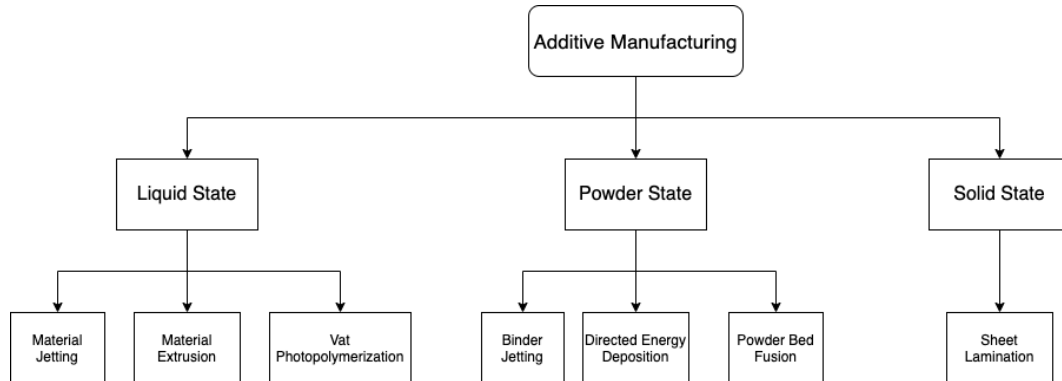 Additive Manufacturing
Liquid State
Powder State
Solid State
Material
Jetting
Material
Extrusion
Vat
Photopolymerization
Binder
Jetting
Directed Energy
Deposition
Powder Bed
Fusion
Sheet
Lamination